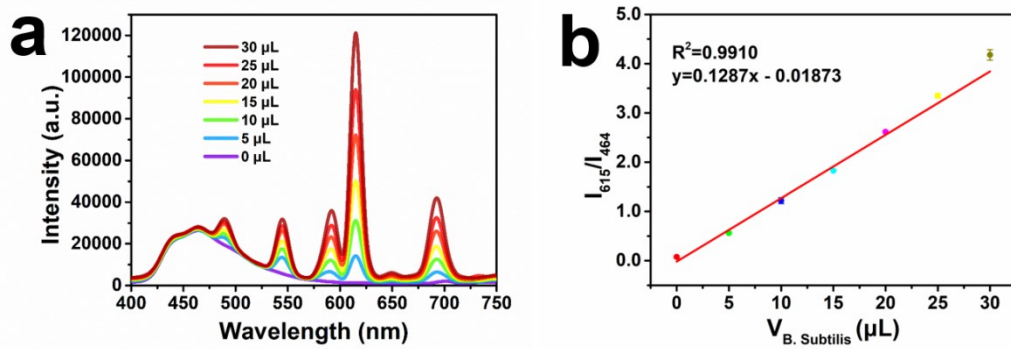 a
Intensity (a.u.)
120000
100000
80000
60000
40000
20000
0
30 µL
25 µL
20 µL
15 µL
10 µL
5 µL
0 µL
400 450 500 550 600 650 700 750
Wavelength (nm)
b
I615/I464
5.0
4.0
3.0
2.0
1.0
0.0
R²=0.9910
y=0.1287x - 0.01873
0 5 10 15 20 25 30
V B. Subtilis (µL)